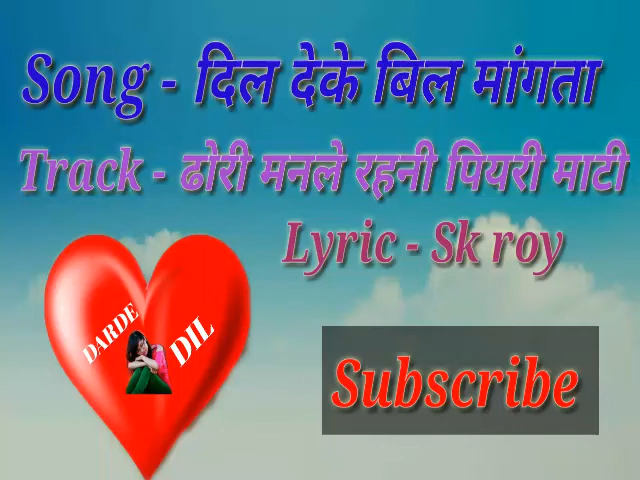 Song - दिल देके बिल मांगता
Track - ढोरी मनले रहनी पियरी माटी
Lyric - Sk roy
DARDE DIL
Subscribe